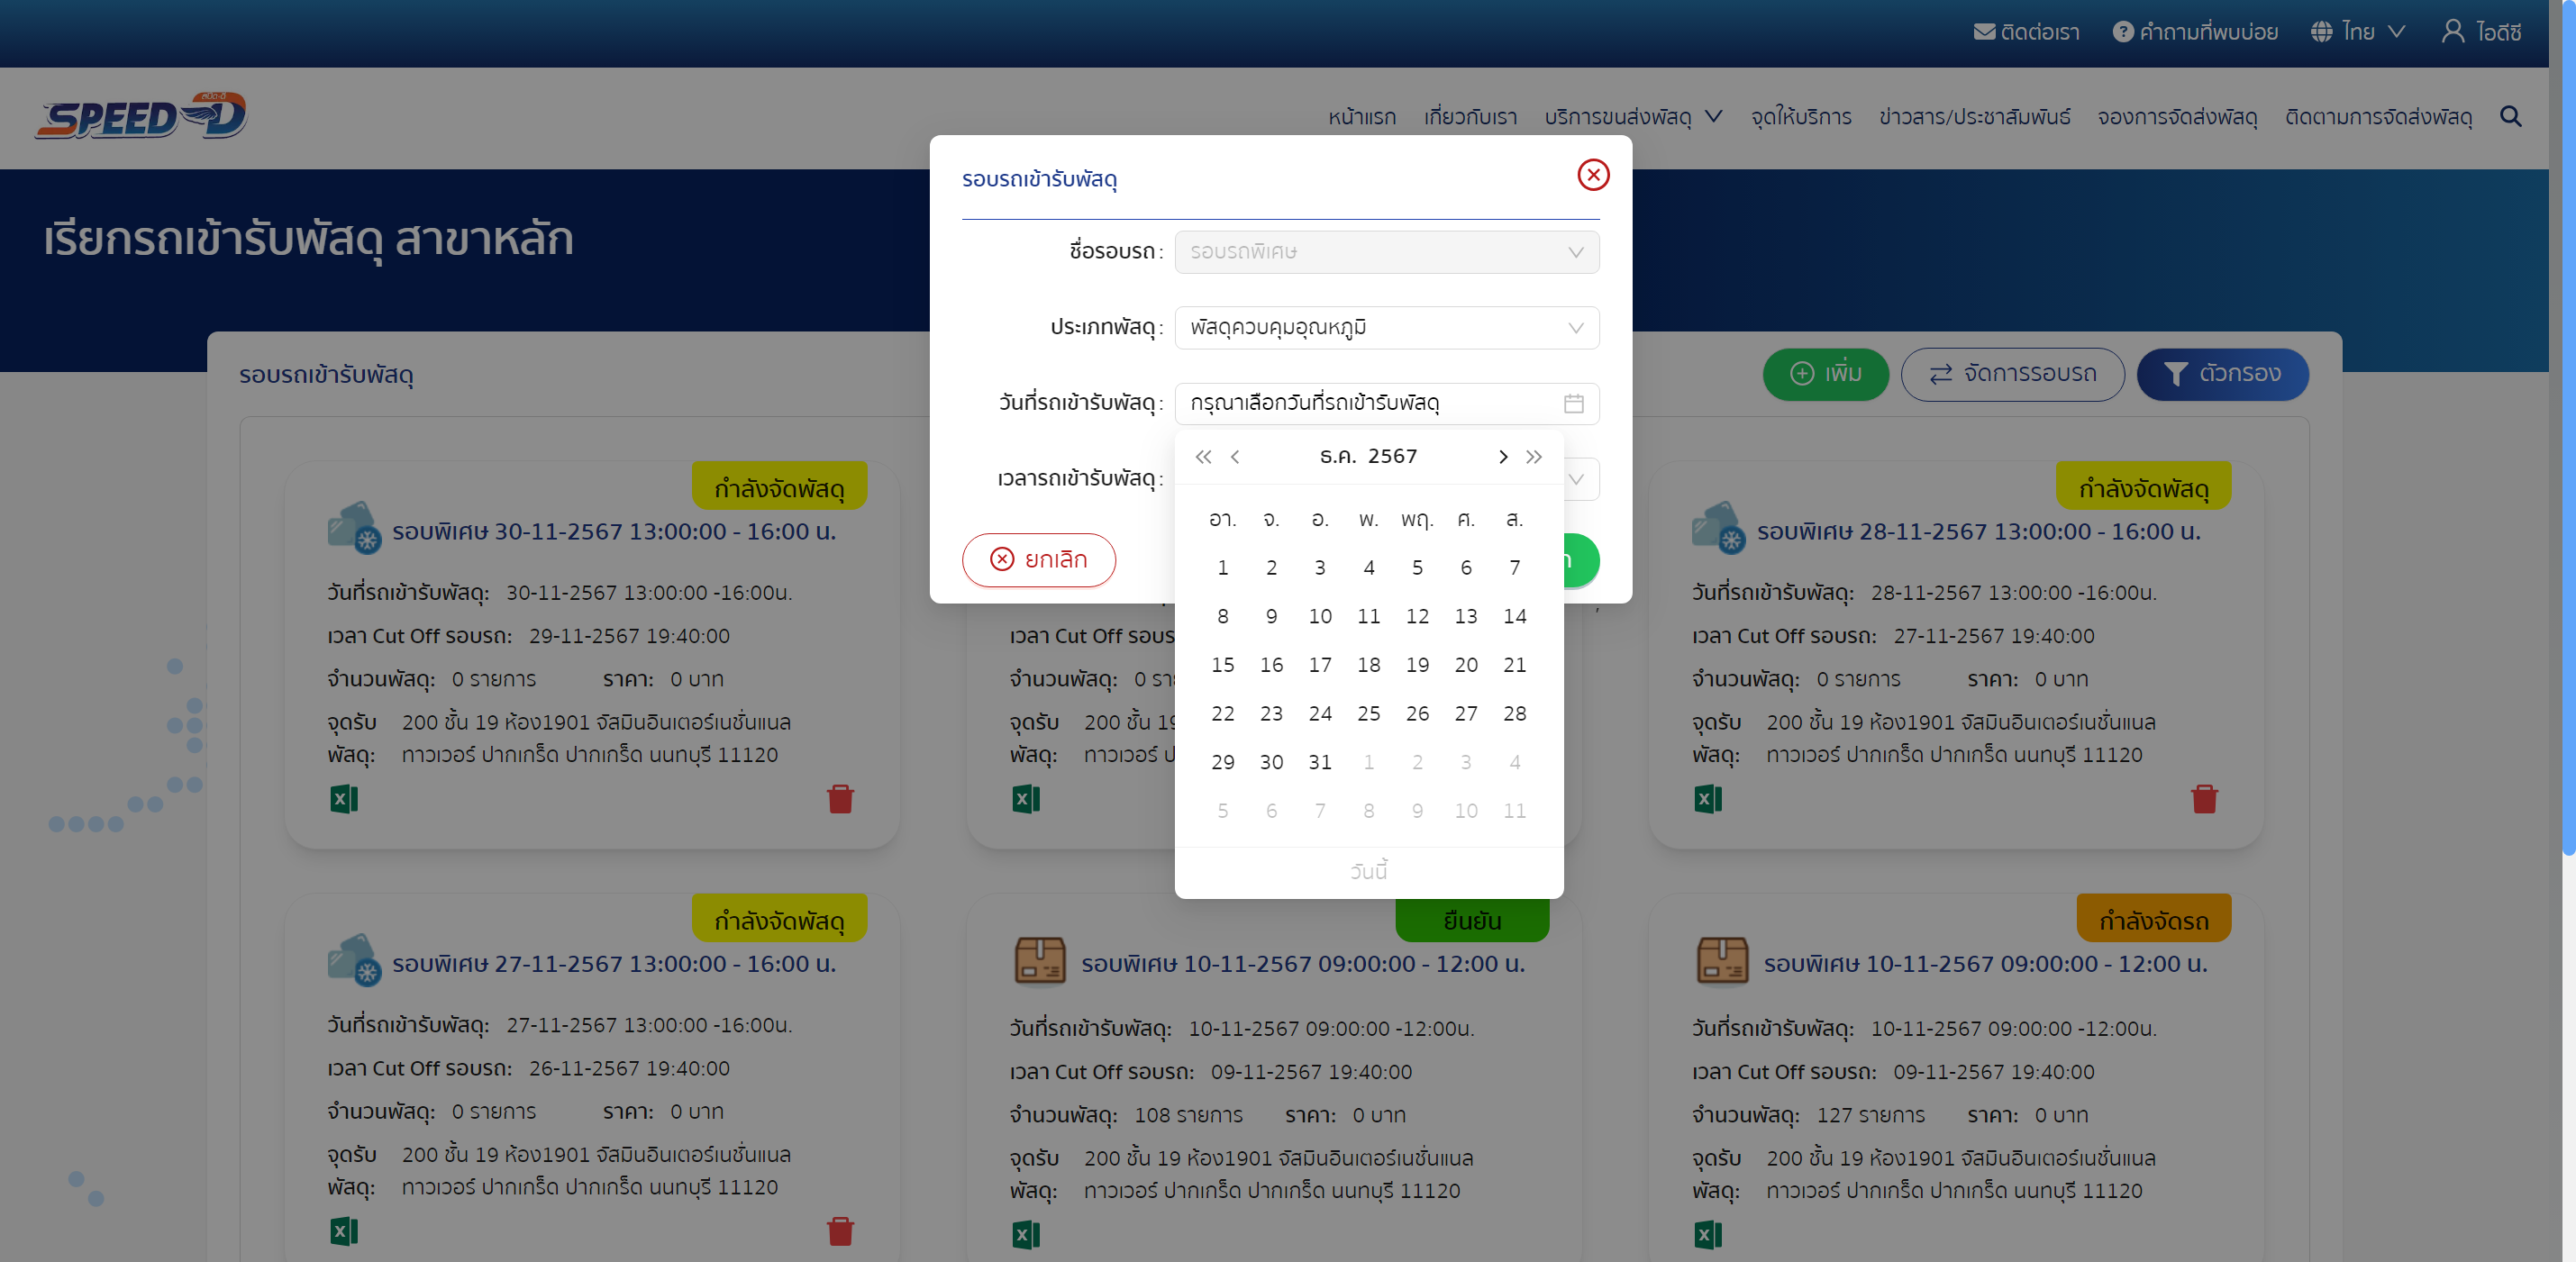 ติดต่อเรา คำถามที่พบบ่อย ไทย ไอดีซี
สปีด-ดี
SPEED-D หน้าแรก เกี่ยวกับเรา บริการขนส่งพัสดุ จุดให้บริการ ข่าวสาร/ประชาสัมพันธ์ จองการจัดส่งพัสดุ ติดตามการจัดส่งพัสดุ
เรียกรถเข้ารับพัสดุ สาขาหลัก
รอบรถเข้ารับพัสดุ
ชื่อรอบรถ : รอบรถพิเศษ
ประเภทพัสดุ : พัสดุควบคุมอุณหภูมิ
วันที่รถเข้ารับพัสดุ : กรุณาเลือกวันที่รถเข้ารับพัสดุ
เวลารถเข้ารับพัสดุ :
ยกเลิก
ธ.ค. 2567
อา. จ. อ. พ. พฤ. ศ. ส.
1 2 3 4 5 6 7
8 9 10 11 12 13 14
15 16 17 18 19 20 21
22 23 24 25 26 27 28
29 30 31 1 2 3 4
5 6 7 8 9 10 11
วันนี้
รอบรถเข้ารับพัสดุ เพิ่ม จัดการรอบรถ ตัวกรอง
กำลังจัดพัสดุ
รอบพิเศษ 30-11-2567 13:00:00 - 16:00 น.
วันที่รถเข้ารับพัสดุ: 30-11-2567 13:00:00 -16:00น.
เวลา Cut Off รอบรถ: 29-11-2567 19:40:00
จำนวนพัสดุ: 0 รายการ ราคา: 0 บาท
จุดรับ 200 ชั้น 19 ห้อง1901 จัสมินอินเตอร์เนชั่นแนล
พัสดุ: ทาวเวอร์ ปากเกร็ด ปากเกร็ด นนทบุรี 11120
เวลา Cut Off
จำนวนพัสดุ: 0
จุดรับ 200 ชั้น
พัสดุ: ทาวเวอร์
กำลังจัดพัสดุ
รอบพิเศษ 28-11-2567 13:00:00 - 16:00 น.
วันที่รถเข้ารับพัสดุ: 28-11-2567 13:00:00 -16:00น.
เวลา Cut Off รอบรถ: 27-11-2567 19:40:00
จำนวนพัสดุ: 0 รายการ ราคา: 0 บาท
จุดรับ 200 ชั้น 19 ห้อง1901 จัสมินอินเตอร์เนชั่นแนล
พัสดุ: ทาวเวอร์ ปากเกร็ด ปากเกร็ด นนทบุรี 11120
กำลังจัดพัสดุ
รอบพิเศษ 27-11-2567 13:00:00 - 16:00 น.
วันที่รถเข้ารับพัสดุ: 27-11-2567 13:00:00 -16:00น.
เวลา Cut Off รอบรถ: 26-11-2567 19:40:00
จำนวนพัสดุ: 0 รายการ ราคา: 0 บาท
จุดรับ 200 ชั้น 19 ห้อง1901 จัสมินอินเตอร์เนชั่นแนล
พัสดุ: ทาวเวอร์ ปากเกร็ด ปากเกร็ด นนทบุรี 11120
ยืนยัน
รอบพิเศษ 10-11-2567 09:00:00 - 12:00 น.
วันที่รถเข้ารับพัสดุ: 10-11-2567 09:00:00 -12:00น.
เวลา Cut Off รอบรถ: 09-11-2567 19:40:00
จำนวนพัสดุ: 108 รายการ ราคา: 0 บาท
จุดรับ 200 ชั้น 19 ห้อง1901 จัสมินอินเตอร์เนชั่นแนล
พัสดุ: ทาวเวอร์ ปากเกร็ด ปากเกร็ด นนทบุรี 11120
กำลังจัดรถ
รอบพิเศษ 10-11-2567 09:00:00 - 12:00 น.
วันที่รถเข้ารับพัสดุ: 10-11-2567 09:00:00 -12:00น.
เวลา Cut Off รอบรถ: 09-11-2567 19:40:00
จำนวนพัสดุ: 127 รายการ ราคา: 0 บาท
จุดรับ 200 ชั้น 19 ห้อง1901 จัสมินอินเตอร์เนชั่นแนล
พัสดุ: ทาวเวอร์ ปากเกร็ด ปากเกร็ด นนทบุรี 11120